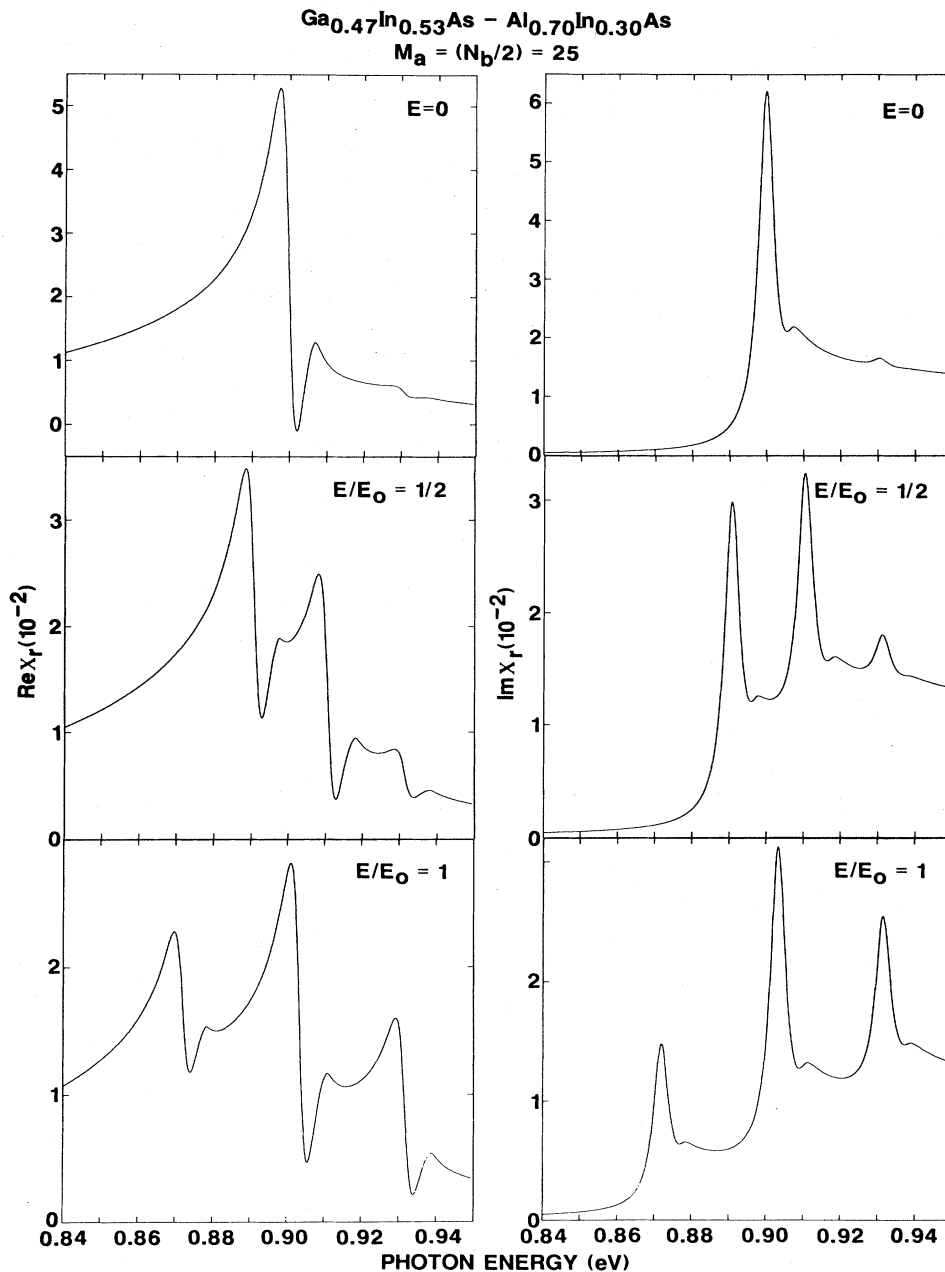 Ga0.47In0.53As – Al0.70In0.30As
Ma = (Nb/2) = 25
E=0
5
4
3
2
1
0
E=0
6
5
4
3
2
1
0
E/Eo = 1/2
3
2
1
0
E/Eo = 1/2
3
2
1
0
ReXr(10−2)
ImXr(10−2)
E/Eo = 1
2
1
0
E/Eo = 1
2
1
0
0.84 0.86 0.88 0.90 0.92 0.94
0.84 0.86 0.88 0.90 0.92 0.94
PHOTON ENERGY (eV)